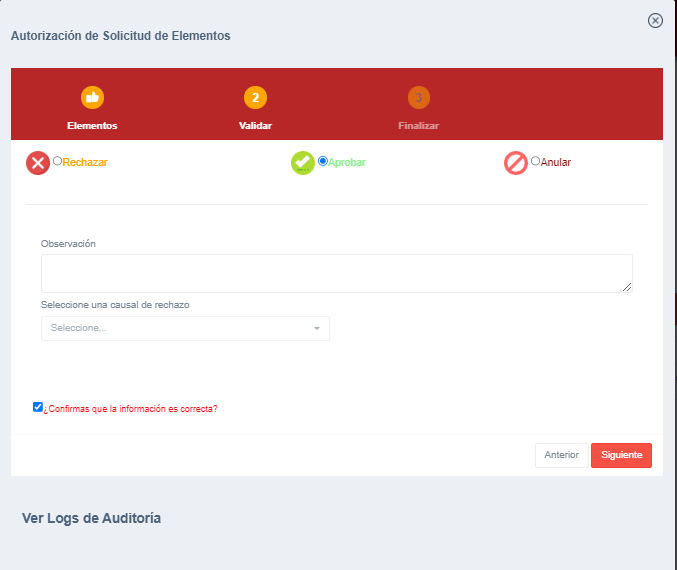 Autorización de Solicitud de Elementos
2
3
Elementos
Validar
Finalizar
Rechazar
Aprobar
Anular
Observación
Seleccione una causal de rechazo
Seleccione...
¿Confirmas que la información es correcta?
Anterior
Siguiente
Ver Logs de Auditoría